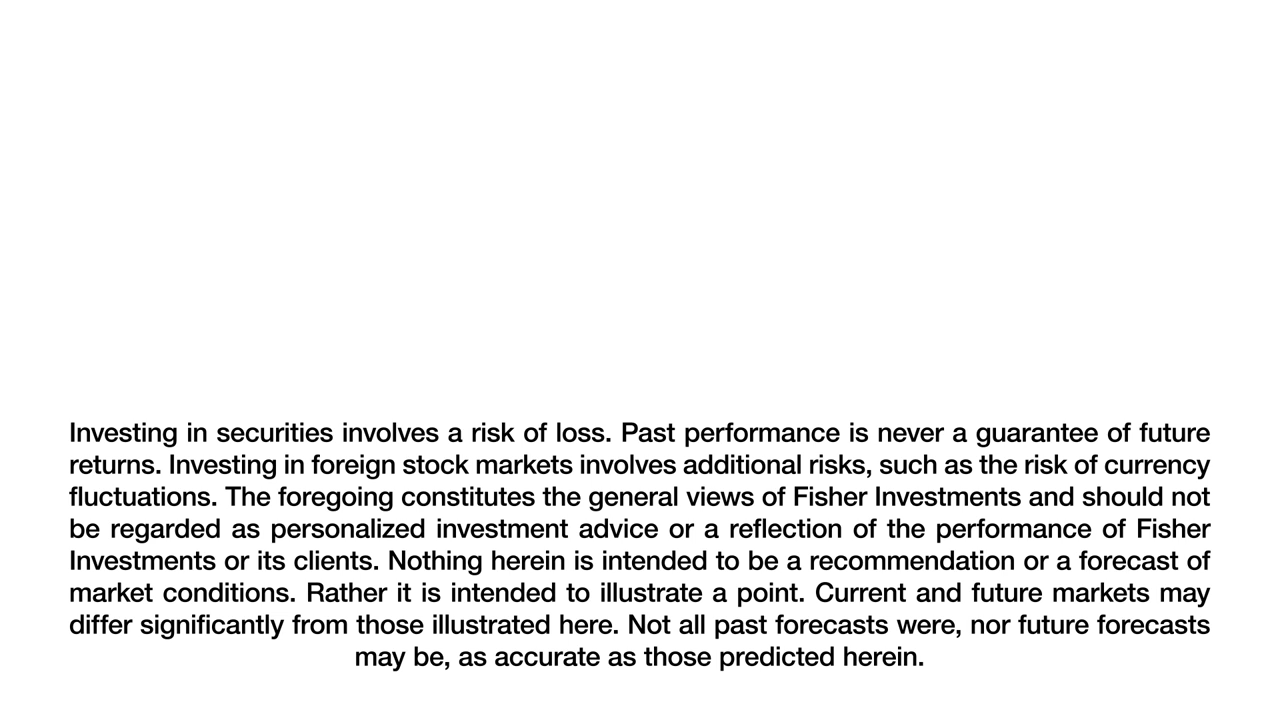 Investing in securities involves a risk of loss. Past performance is never a guarantee of future
returns. Investing in foreign stock markets involves additional risks, such as the risk of currency
fluctuations. The foregoing constitutes the general views of Fisher Investments and should not
be regarded as personalized investment advice or a reflection of the performance of Fisher
Investments or its clients. Nothing herein is intended to be a recommendation or a forecast of
market conditions. Rather it is intended to illustrate a point. Current and future markets may
differ significantly from those illustrated here. Not all past forecasts were, nor future forecasts
may be, as accurate as those predicted herein.